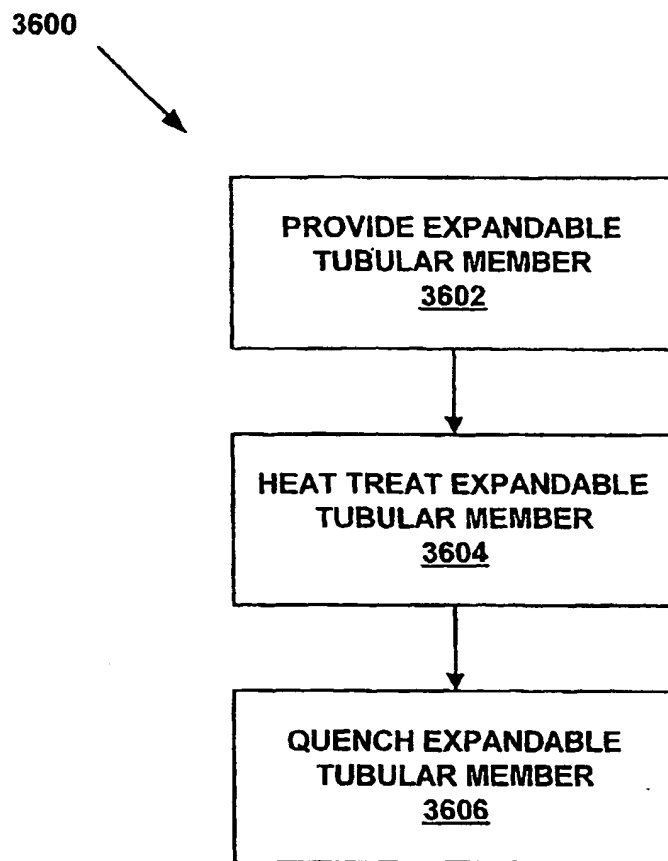 3600
PROVIDE EXPANDABLE
TUBULAR MEMBER
3602
HEAT TREAT EXPANDABLE
TUBULAR MEMBER
3604
QUENCH EXPANDABLE
TUBULAR MEMBER
3606